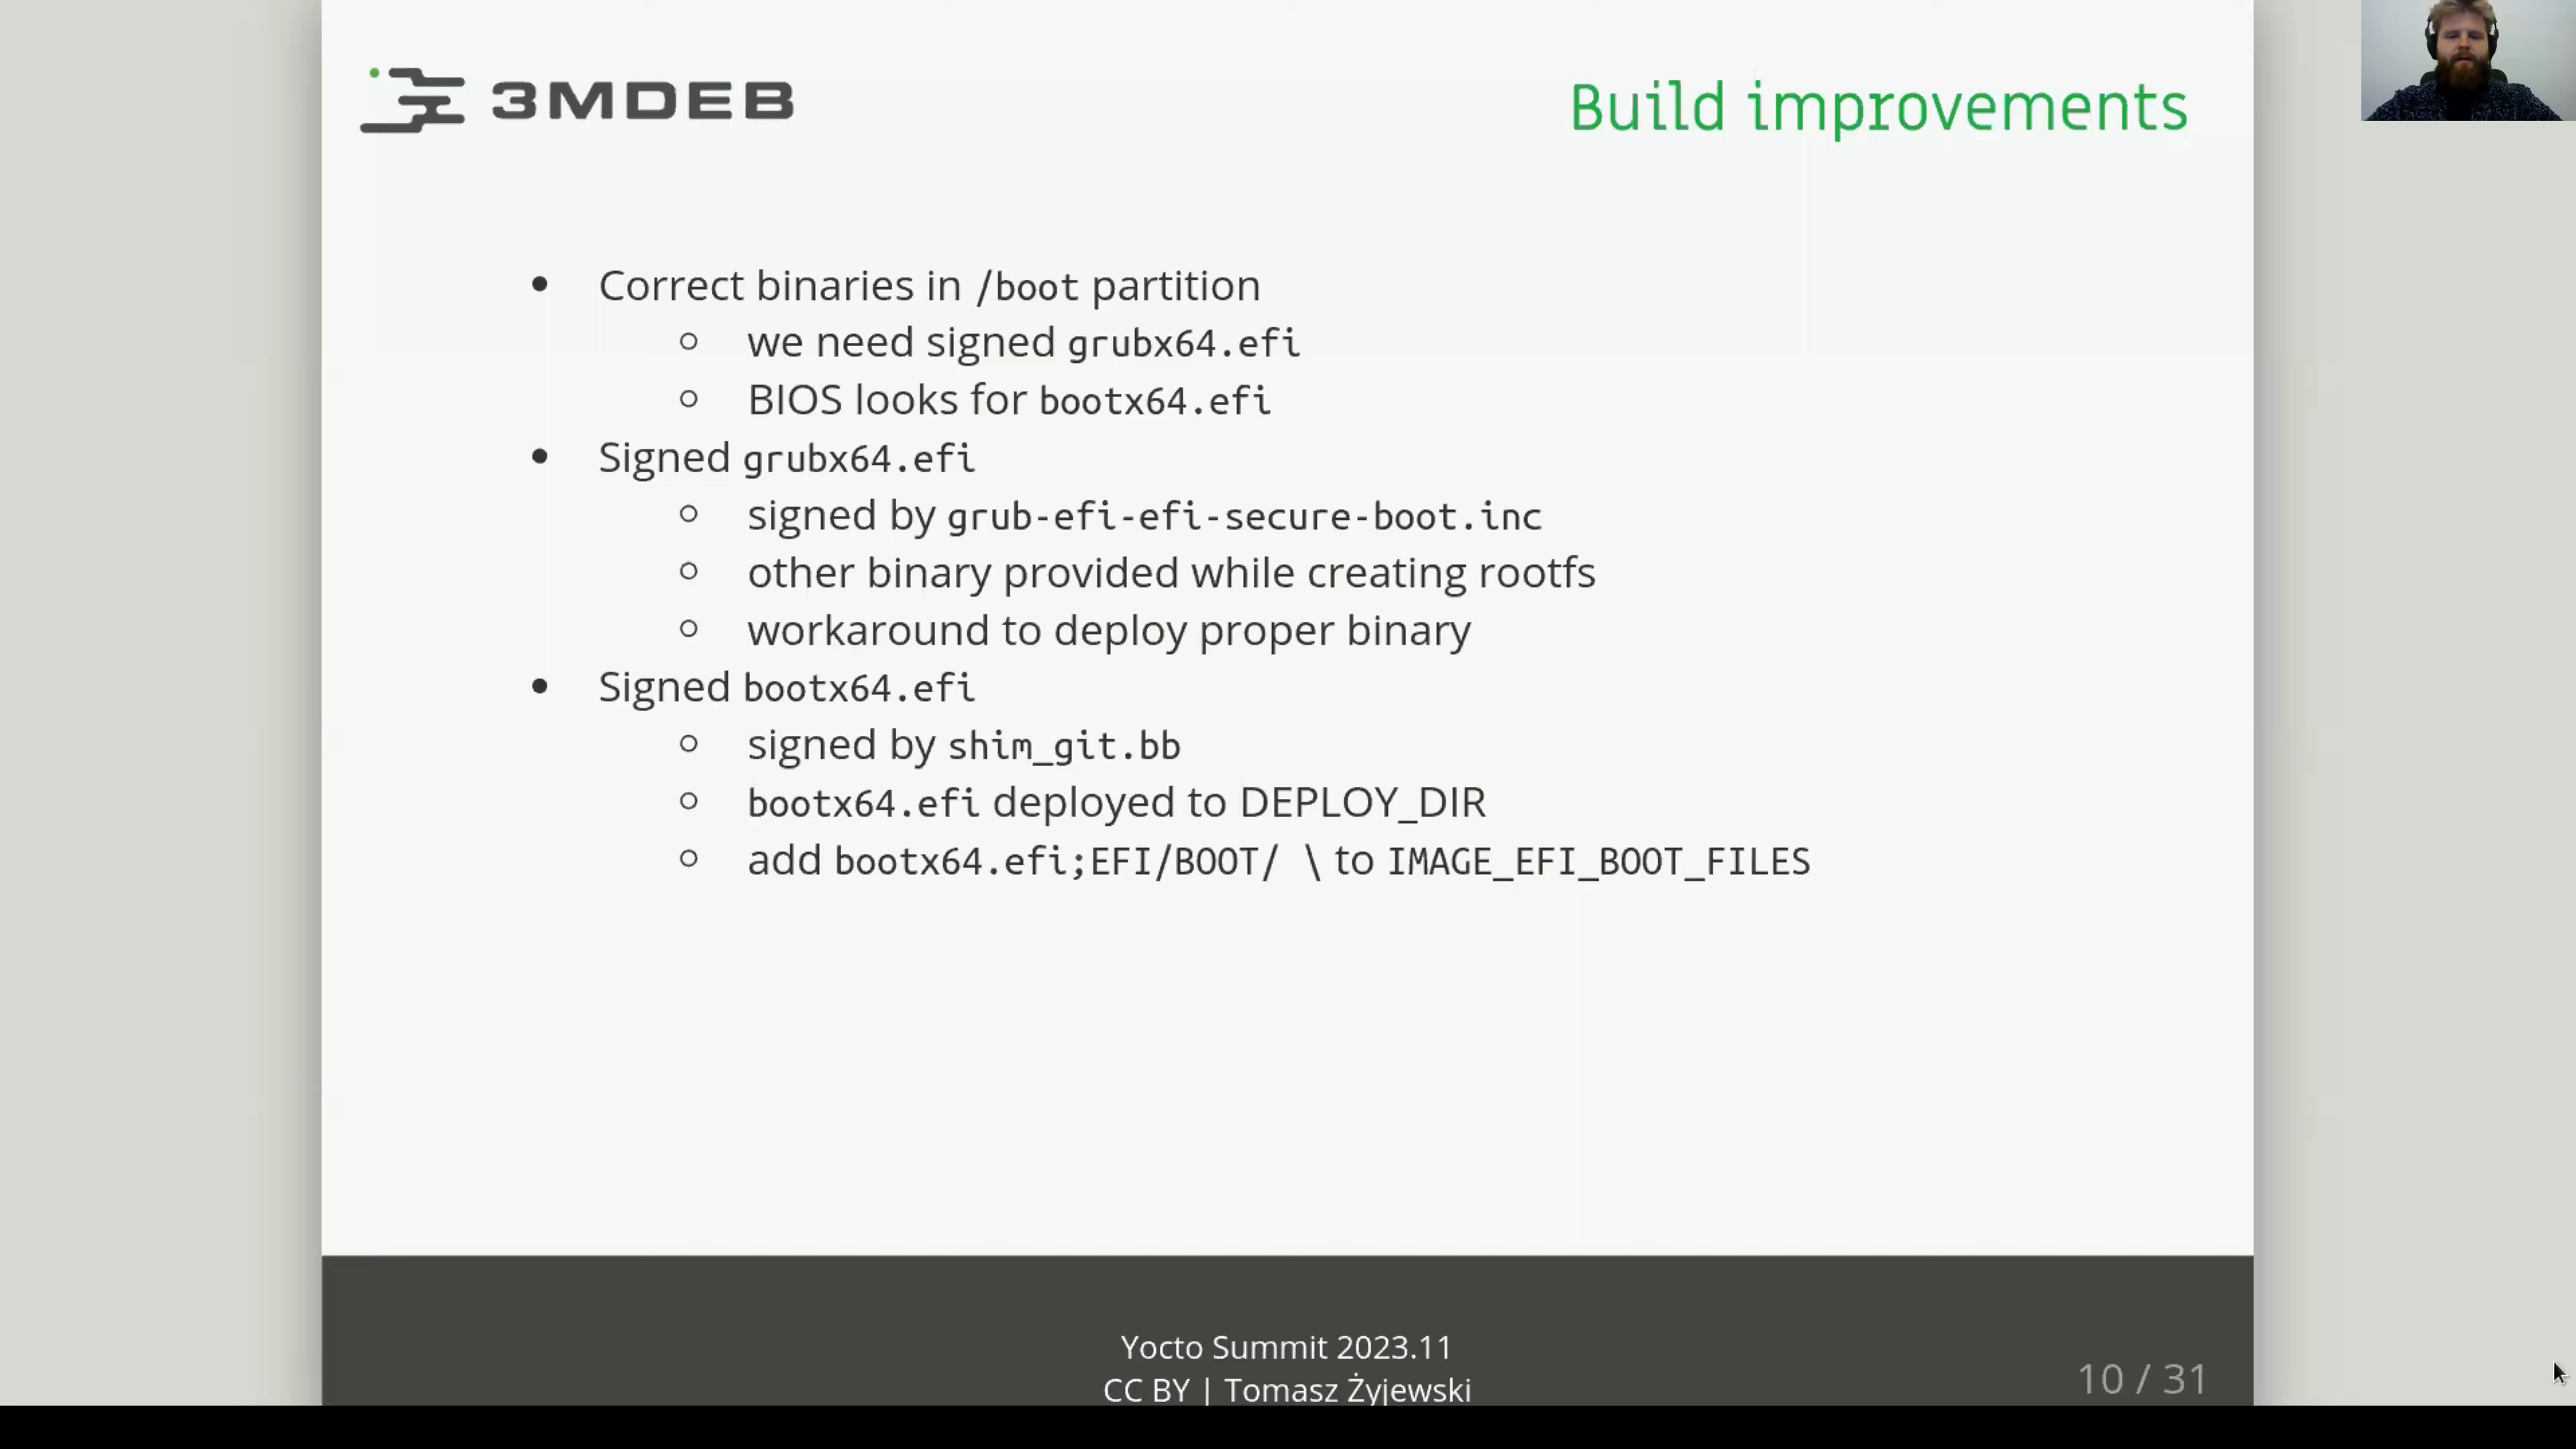 3MDEB
Build improvements
• Correct binaries in /boot partition
○ we need signed grubx64.efi
○ BIOS looks for bootx64.efi
• Signed grubx64.efi
○ signed by grub-efi-efi-secure-boot.inc
○ other binary provided while creating rootfs
○ workaround to deploy proper binary
• Signed bootx64.efi
○ signed by shim_git.bb
○ bootx64.efi deployed to DEPLOY_DIR
○ add bootx64.efi;EFI/BOOT/ \ to IMAGE_EFI_BOOT_FILES
Yocto Summit 2023.11
CC BY | Tomasz Żyjewski
10 / 31